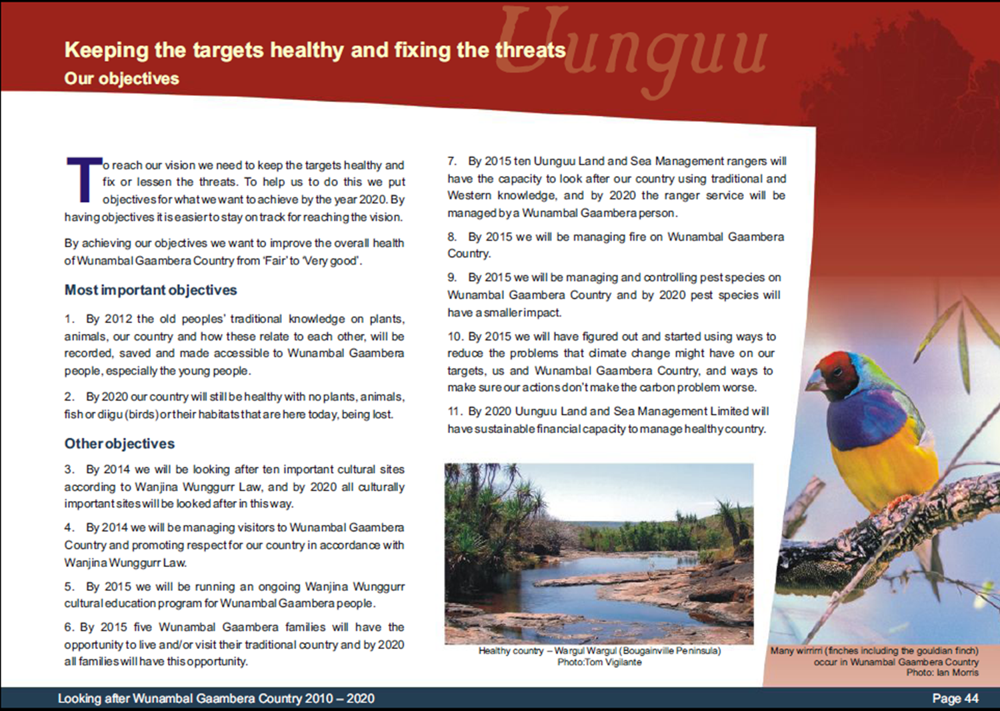 Uunguu
Keeping the targets healthy and fixing the threats
Our objectives
To reach our vision we need to keep the targets healthy and
fix or lessen the threats. To help us to do this we put
objectives for what we want to achieve by the year 2020. By
having objectives it is easier to stay on track for reaching the vision.
By achieving our objectives we want to improve the overall health
of Wunambal Gaambera Country from ‘Fair’ to ‘Very good’.
Most important objectives
1. By 2012 the old peoples’ traditional knowledge on plants,
animals, our country and how these relate to each other, will be
recorded, saved and made accessible to Wunambal Gaambera
people, especially the young people.
2. By 2020 our country will still be healthy with no plants, animals,
fish or diigu (birds) or their habitats that are here today, being lost.
Other objectives
3. By 2014 we will be looking after ten important cultural sites
according to Wanjina Wunggurr Law, and by 2020 all culturally
important sites will be looked after in this way.
4. By 2014 we will be managing visitors to Wunambal Gaambera
Country and promoting respect for our country in accordance with
Wanjina Wunggurr Law.
5. By 2015 we will be running an ongoing Wanjina Wunggurr
cultural education program for Wunambal Gaambera people.
6. By 2015 five Wunambal Gaambera families will have the
opportunity to live and/or visit their traditional country and by 2020
all families will have this opportunity.
7. By 2015 ten Uunguu Land and Sea Management rangers will
have the capacity to look after our country using traditional and
Western knowledge, and by 2020 the ranger service will be
managed by a Wunambal Gaambera person.
8. By 2015 we will be managing fire on Wunambal Gaambera
Country.
9. By 2015 we will be managing and controlling pest species on
Wunambal Gaambera Country and by 2020 pest species will
have a smaller impact.
10. By 2015 we will have figured out and started using ways to
reduce the problems that climate change might have on our
targets, us and Wunambal Gaambera Country, and ways to
make sure our actions don’t make the carbon problem worse.
11. By 2020 Uunguu Land and Sea Management Limited will
have sustainable financial capacity to manage healthy country.
Healthy country – Wargul Wargul (Bougainville Peninsula)
Photo:Tom Vigilante
Many wirrirri (finches including the gouldian finch)
occur in Wunambal Gaambera Country
Photo: Ian Morris
Looking after Wunambal Gaambera Country 2010 – 2020
Page 44